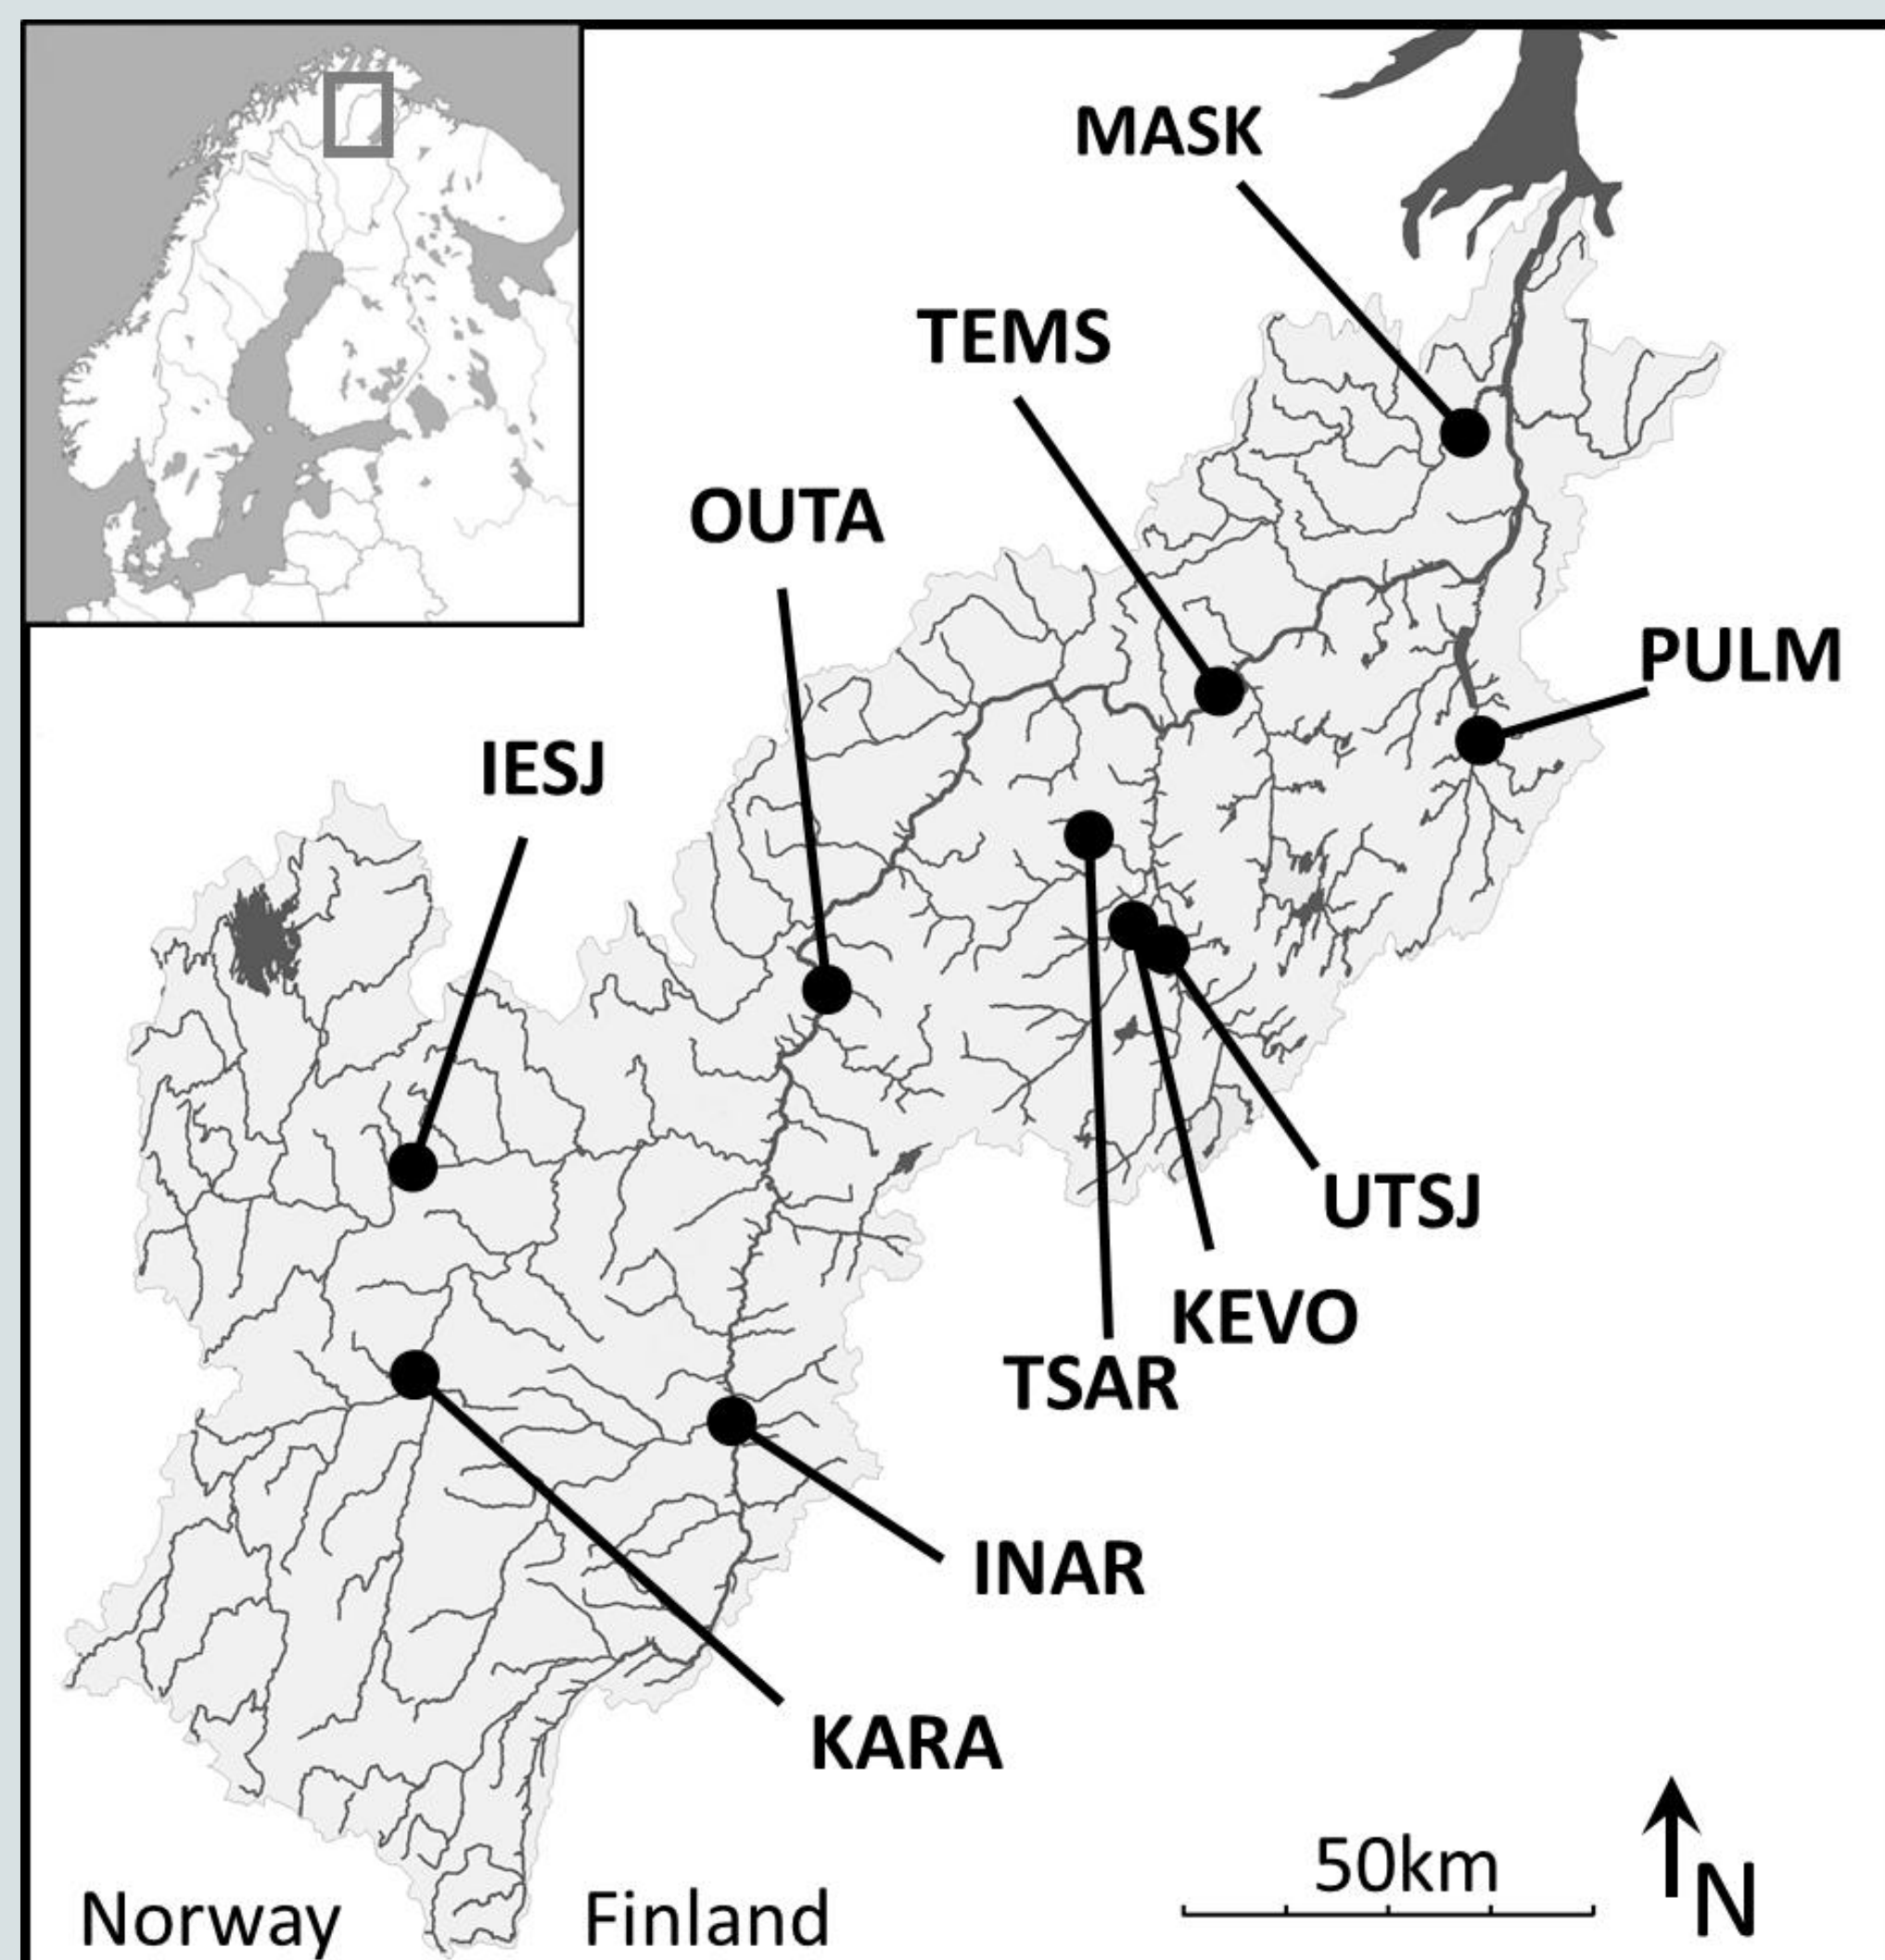 MASK
TEMS
OUTA
PULM
IESJ
UTSJ
KEVO
TSAR
INAR
KARA
50km
N
Norway
Finland